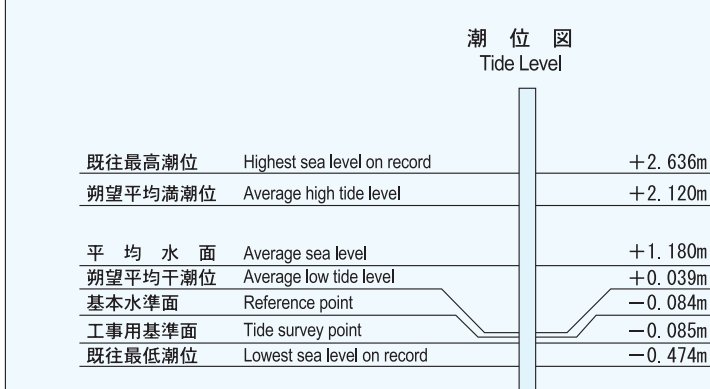 潮 位 図
Tide Level
既往最高潮位 Highest sea level on record +2.636m
朔望平均満潮位 Average high tide level +2.120m
平 均 水 面 Average sea level +1.180m
朔望平均干潮位 Average low tide level +0.039m
基本水準面 Reference point -0.084m
工事用基準面 Tide survey point -0.085m
既往最低潮位 Lowest sea level on record -0.474m